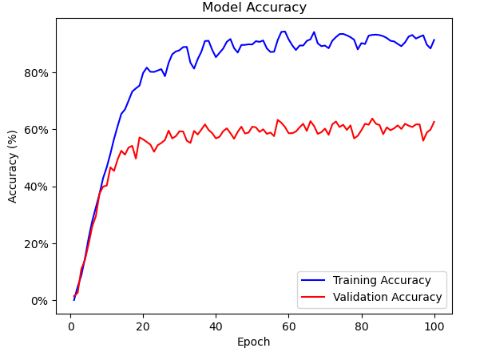 Model Accuracy
Accuracy (%)
80%
60%
40%
20%
0%
0 20 40 60 80 100
Epoch
Training Accuracy
Validation Accuracy